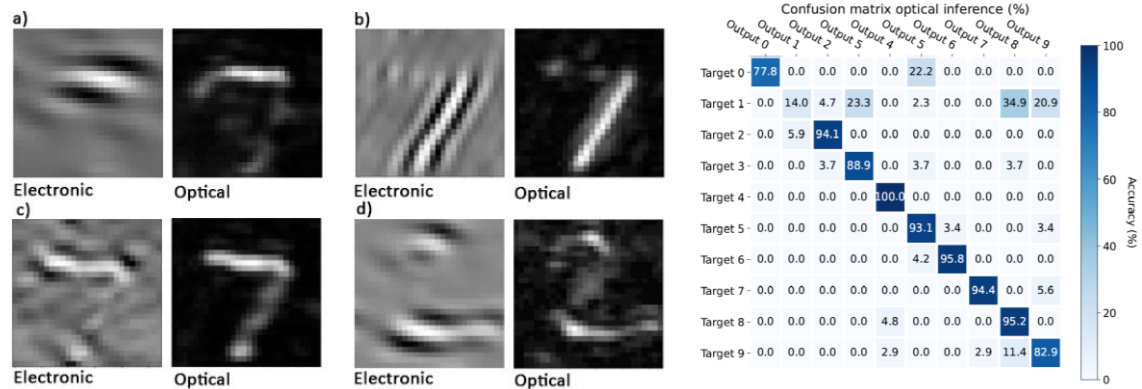 a)
b)
Electronic
Optical
Electronic
Optical
c)
d)
Electronic
Optical
Electronic
Optical
Confusion matrix optical inference (%)
Output 0
Output 1
Output 2
Output 5
Output 4
Output 5
Output 6
Output 7
Output 8
Output 9
Target 0 77.8 0.0 0.0 0.0 0.0 22.2 0.0 0.0 0.0 0.0
Target 1 0.0 14.0 4.7 23.3 0.0 2.3 0.0 0.0 34.9 20.9
Target 2 0.0 5.9 94.1 0.0 0.0 0.0 0.0 0.0 0.0 0.0
Target 3 0.0 0.0 3.7 88.9 0.0 3.7 0.0 0.0 3.7 0.0
Target 4 0.0 0.0 0.0 0.0 100.0 0.0 0.0 0.0 0.0 0.0
Target 5 0.0 0.0 0.0 0.0 0.0 93.1 3.4 0.0 0.0 3.4
Target 6 0.0 0.0 0.0 0.0 0.0 4.2 95.8 0.0 0.0 0.0
Target 7 0.0 0.0 0.0 0.0 0.0 0.0 0.0 94.4 0.0 5.6
Target 8 0.0 0.0 0.0 0.0 4.8 0.0 0.0 0.0 95.2 0.0
Target 9 0.0 0.0 0.0 0.0 2.9 0.0 0.0 2.9 11.4 82.9
100
80
60
40
20
0
Accuracy (%)